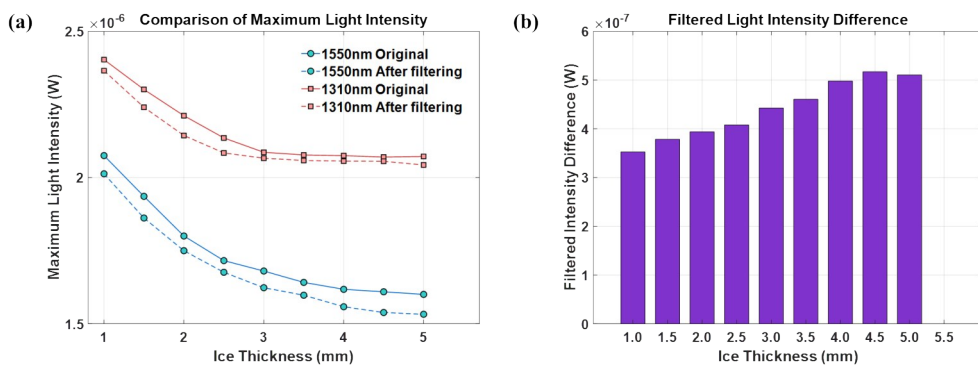 (a)
Comparison of Maximum Light Intensity
×10⁻⁶
2.5
2
1.5
Maximum Light Intensity (W)
1550nm Original
1550nm After filtering
1310nm Original
1310nm After filtering
1 2 3 4 5
Ice Thickness (mm)
(b)
Filtered Light Intensity Difference
×10⁻⁷
6
5
4
3
2
1
0
Filtered Intensity Difference (W)
1.0 1.5 2.0 2.5 3.0 3.5 4.0 4.5 5.0 5.5
Ice Thickness (mm)